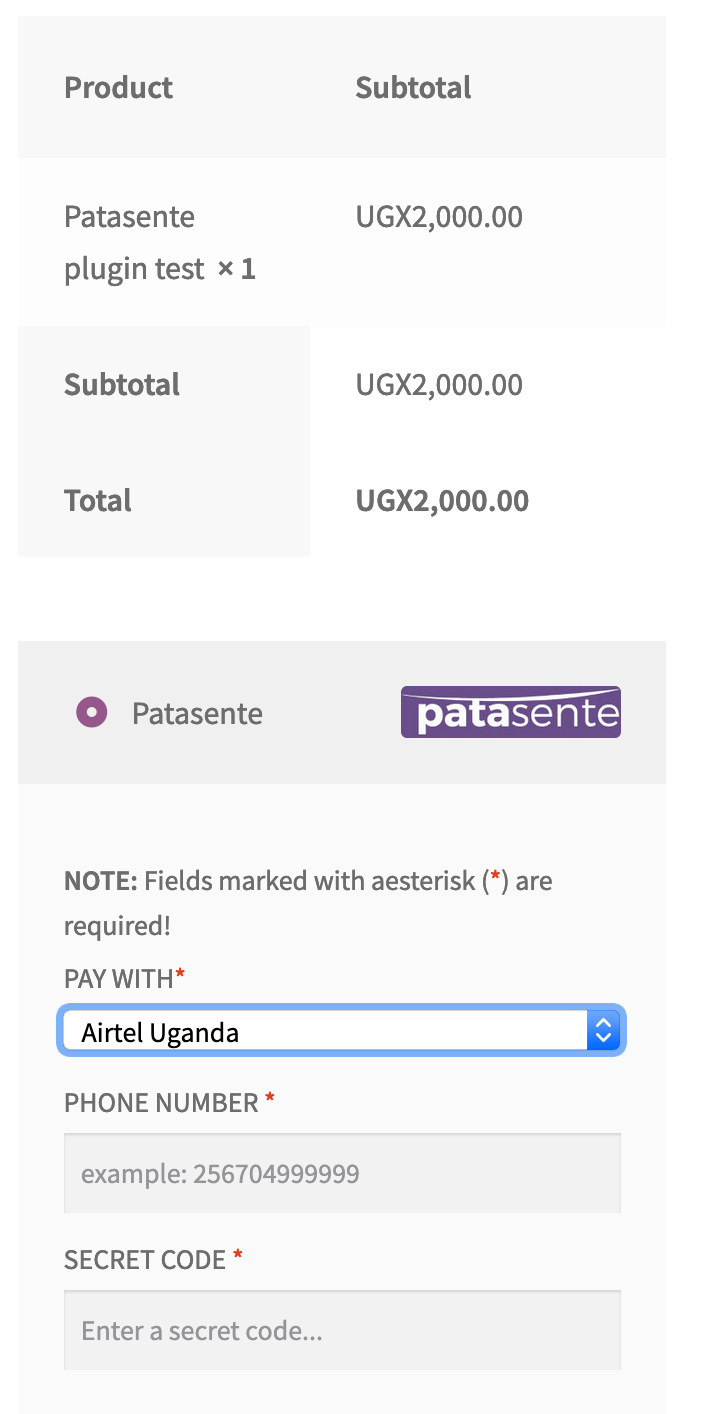 Product Subtotal
Patasente UGX2,000.00
plugin test × 1
Subtotal UGX2,000.00
Total UGX2,000.00
Patasente patasente
NOTE: Fields marked with aesterisk (*) are
required!
PAY WITH*
Airtel Uganda
PHONE NUMBER *
example: 256704999999
SECRET CODE *
Enter a secret code...